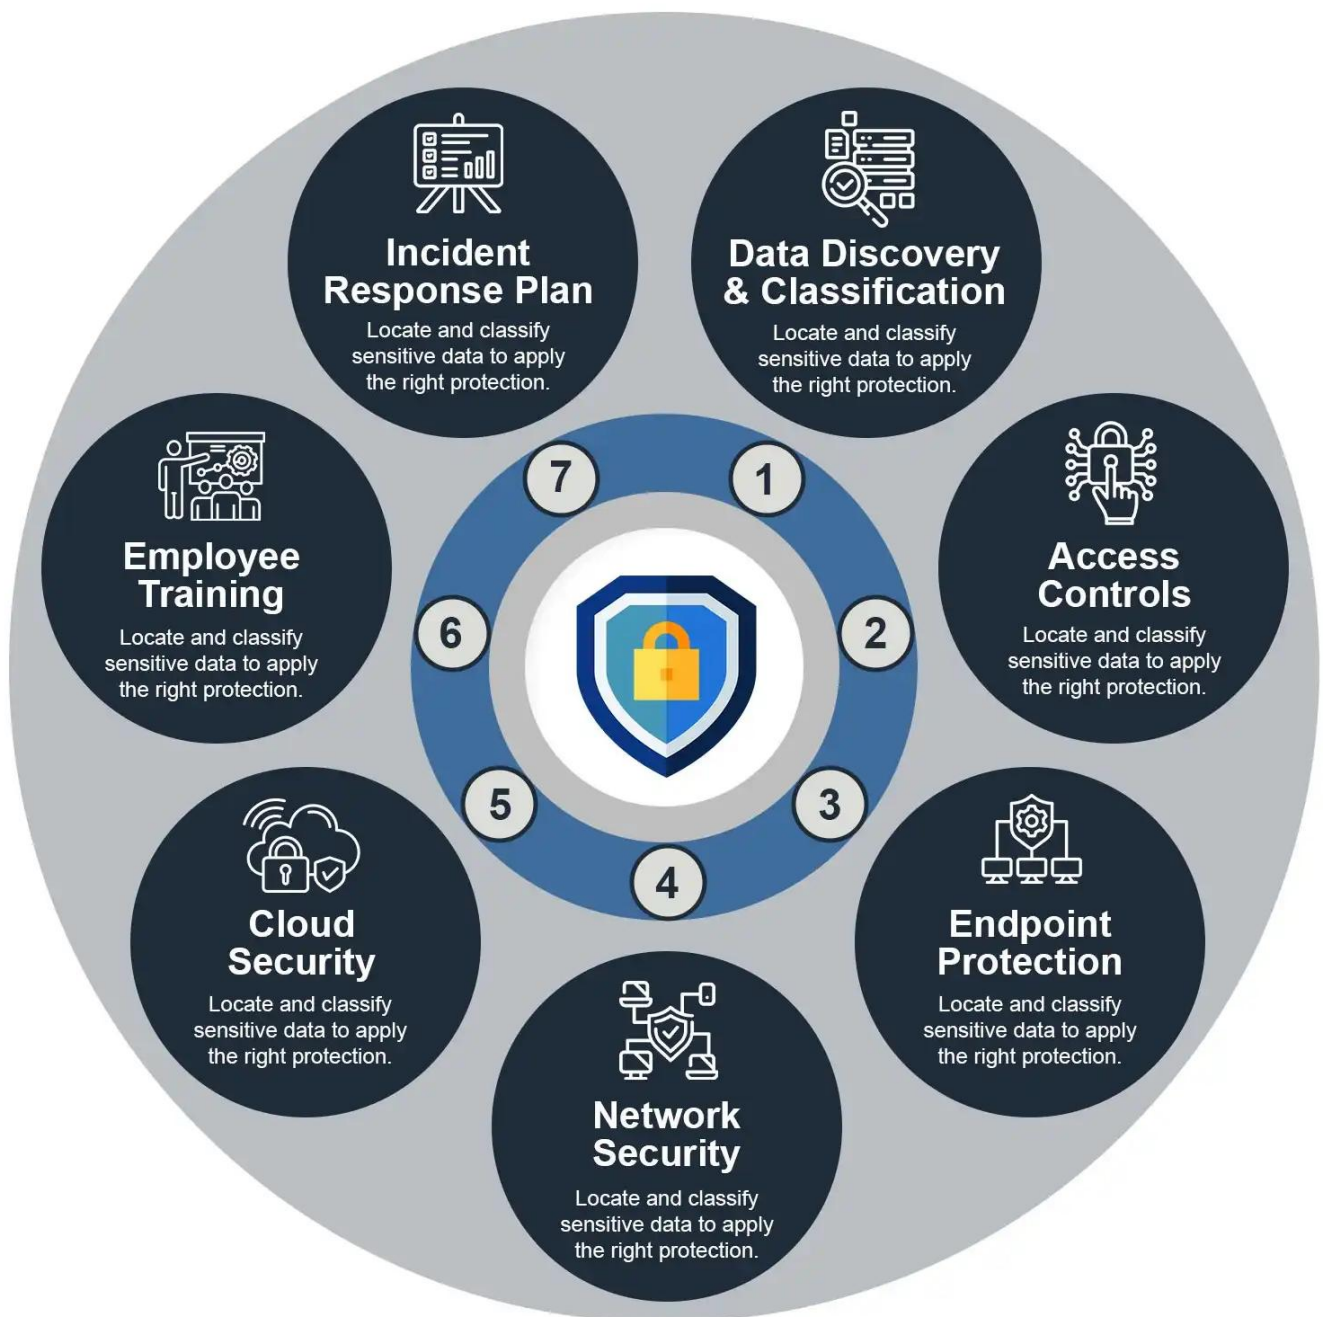 1
Data Discovery
& Classification
Locate and classify
sensitive data to apply
the right protection.
2
Access
Controls
Locate and classify
sensitive data to apply
the right protection.
3
Endpoint
Protection
Locate and classify
sensitive data to apply
the right protection.
4
Network
Security
Locate and classify
sensitive data to apply
the right protection.
5
Cloud
Security
Locate and classify
sensitive data to apply
the right protection.
6
Employee
Training
Locate and classify
sensitive data to apply
the right protection.
7
Incident
Response Plan
Locate and classify
sensitive data to apply
the right protection.